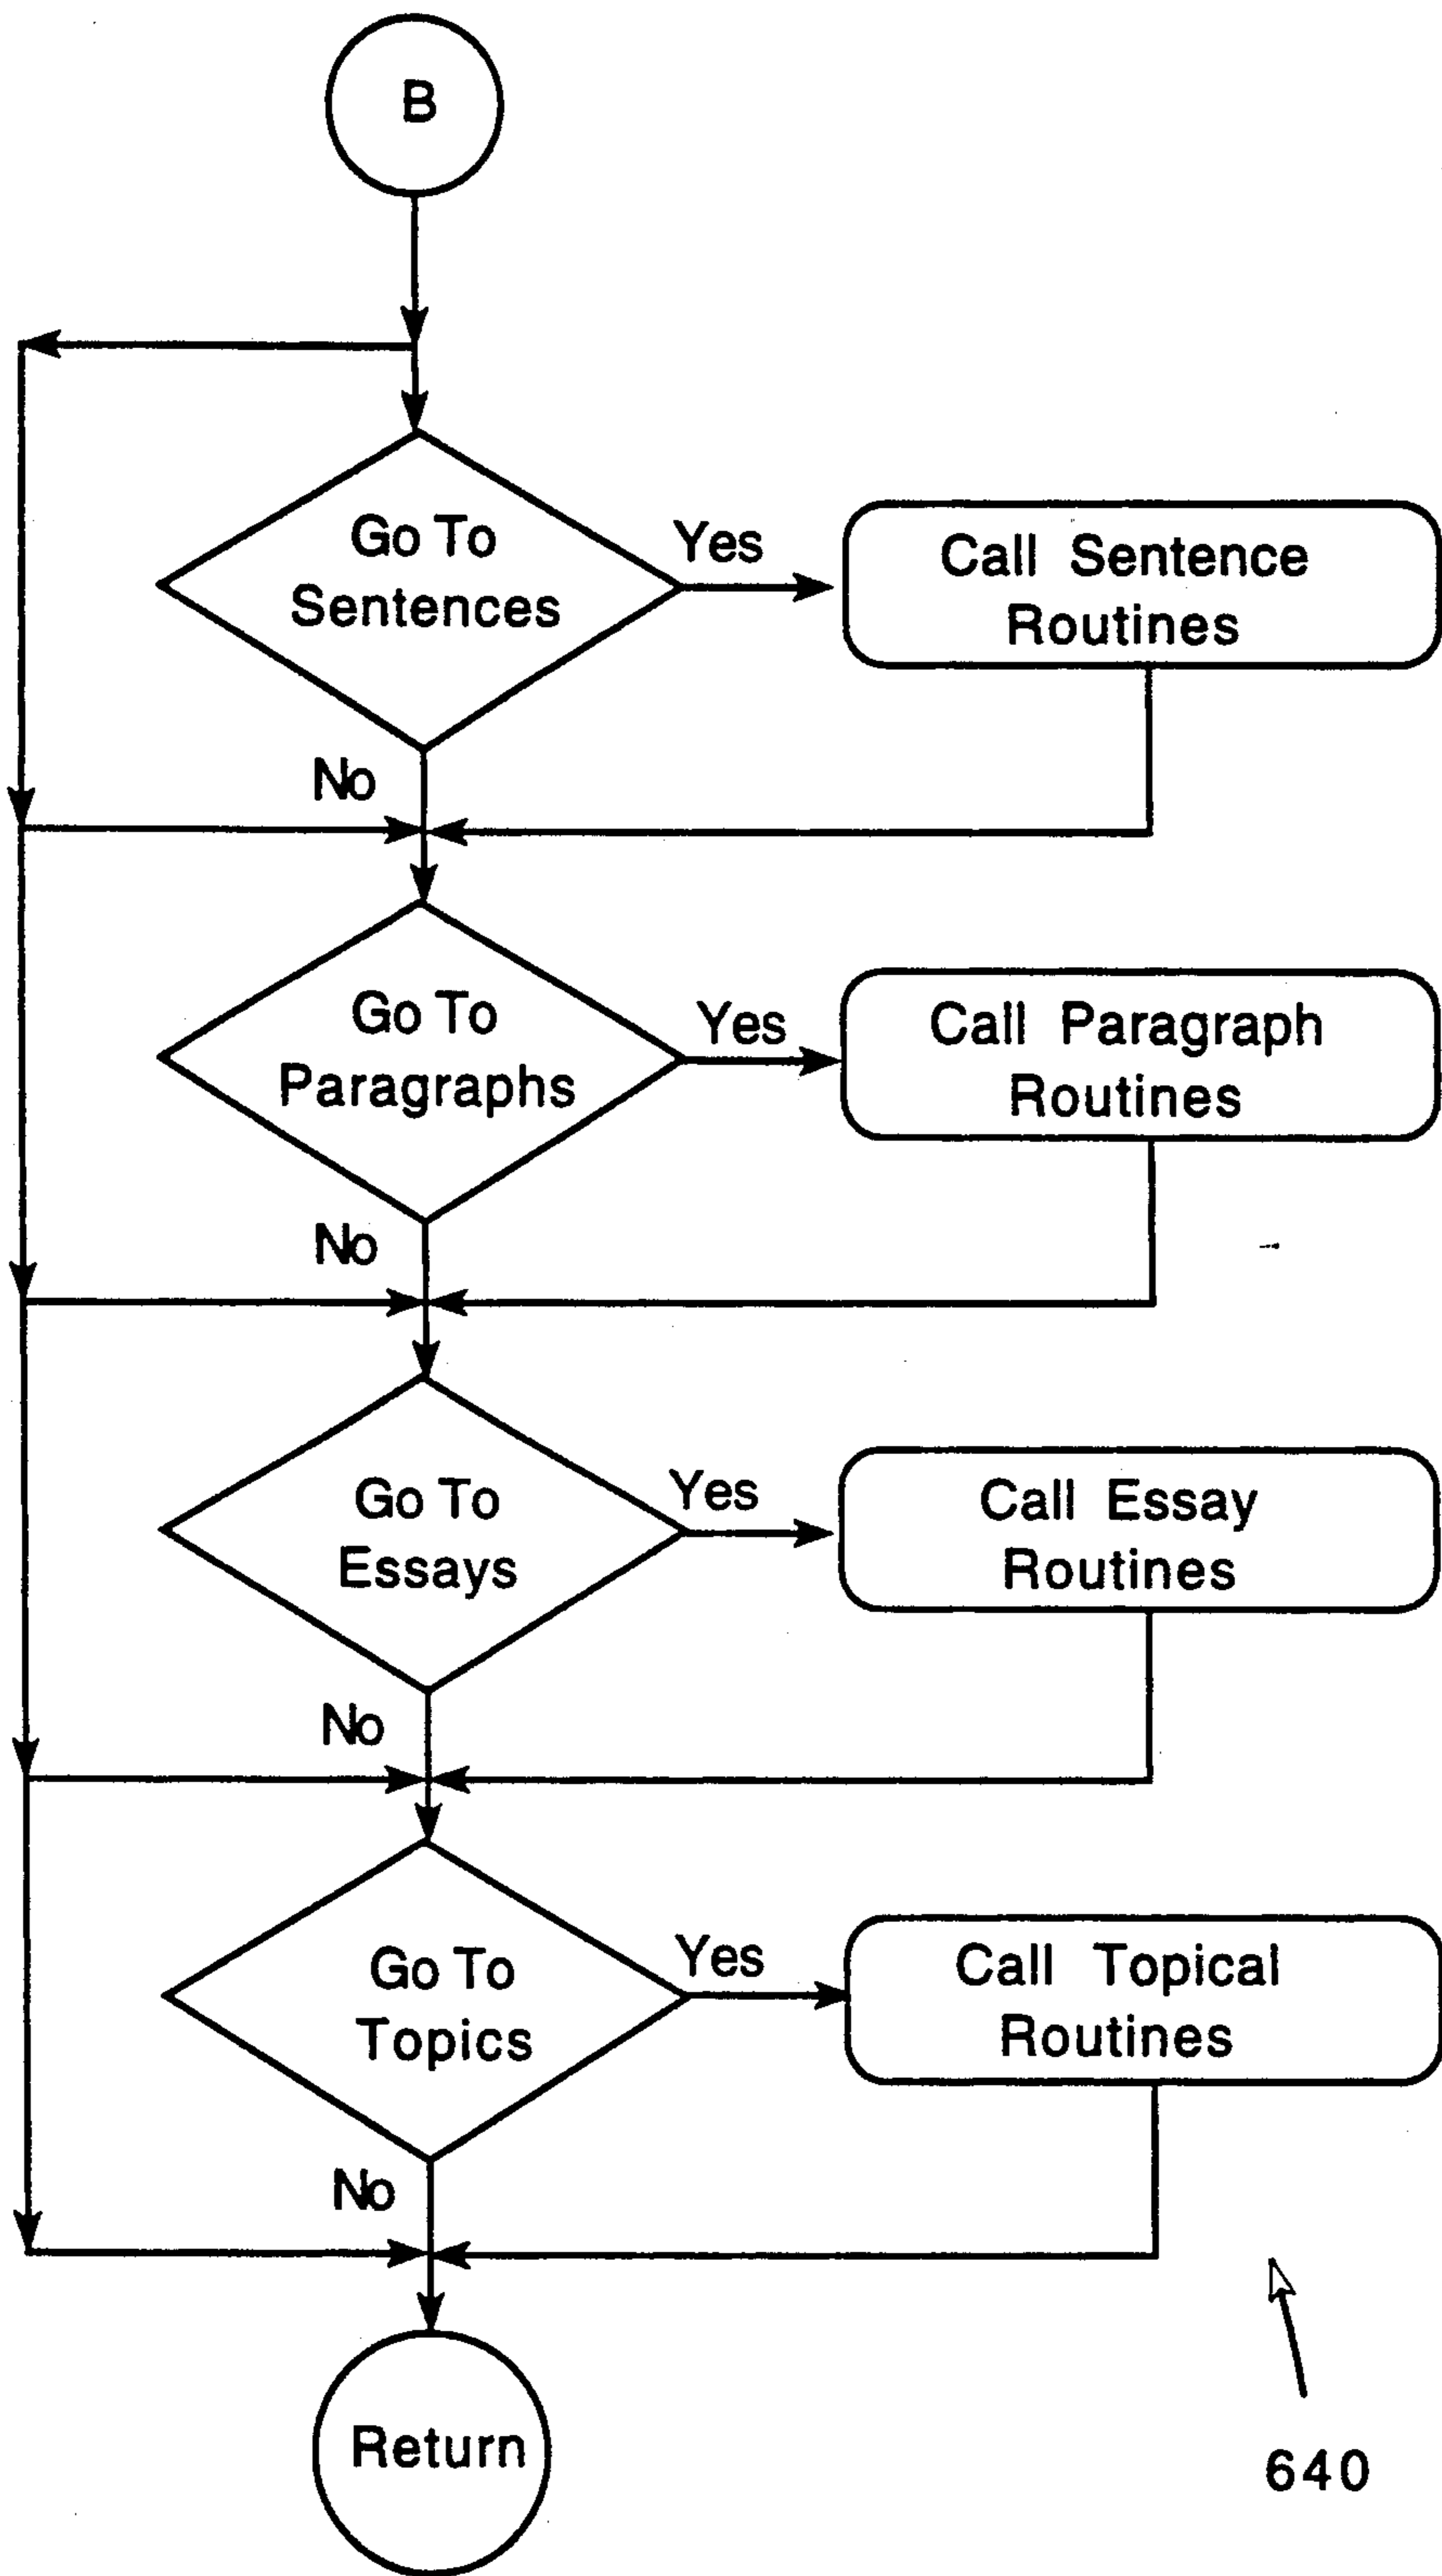 B
Go To
Sentences
Yes
Call Sentence
Routines
No
Go To
Paragraphs
Yes
Call Paragraph
Routines
No
Go To
Essays
Yes
Call Essay
Routines
No
Go To
Topics
Yes
Call Topical
Routines
No
Return
640